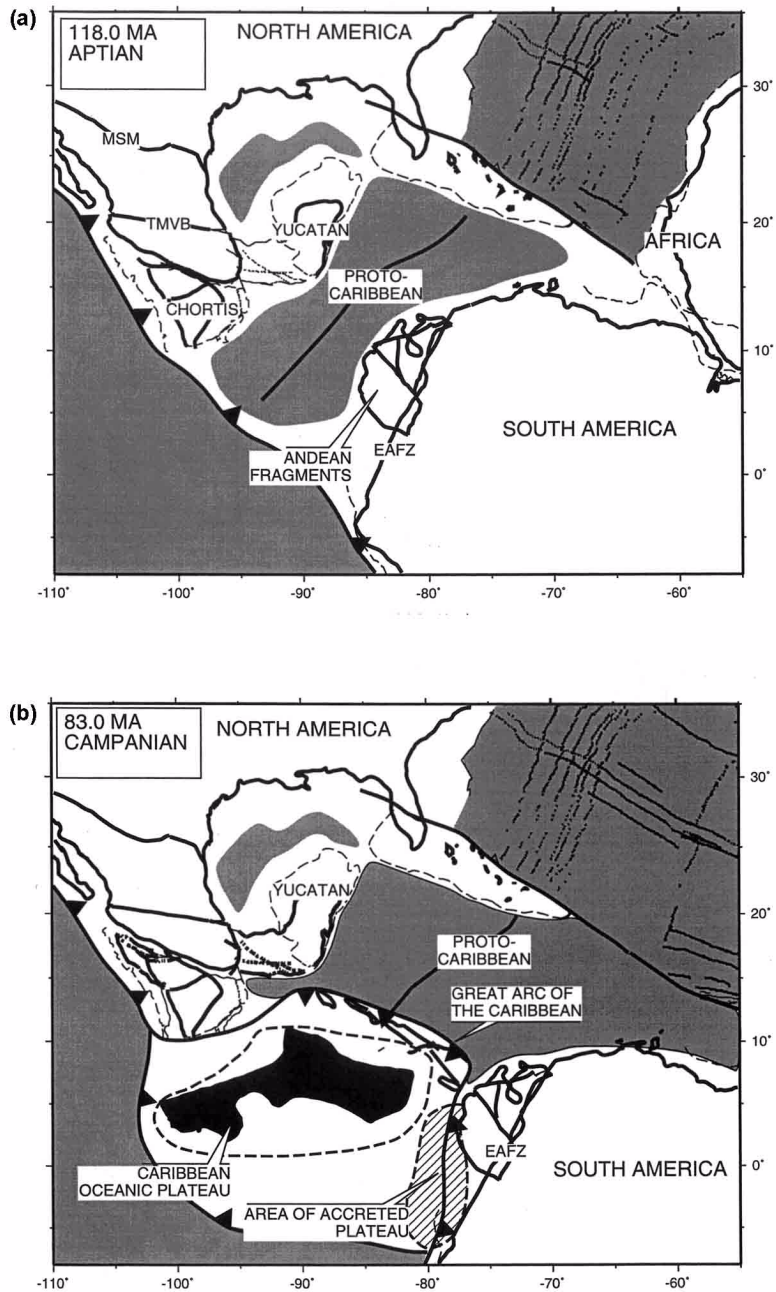 (a)
118.0 MA
APTIAN
NORTH AMERICA
30°
MSM
TMVB
YUCATAN
20°
AFRICA
PROTO-
CARIBBEAN
CHORTIS
10°
SOUTH AMERICA
ANDEAN
FRAGMENTS
EAFZ
0°
-110°
-100°
-90°
-80°
-70°
-60°
(b)
83.0 MA
CAMPANIAN
NORTH AMERICA
30°
YUCATAN
20°
PROTO-
CARIBBEAN
GREAT ARC OF
THE CARIBBEAN
10°
EAFZ
0°
CARIBBEAN
OCEANIC PLATEAU
SOUTH AMERICA
AREA OF ACCRETED
PLATEAU
-110°
-100°
-90°
-80°
-70°
-60°